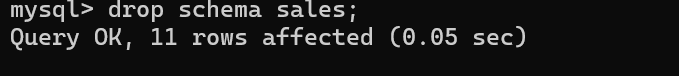 mysql> drop schema sales;
Query OK, 11 rows affected (0.05 sec)